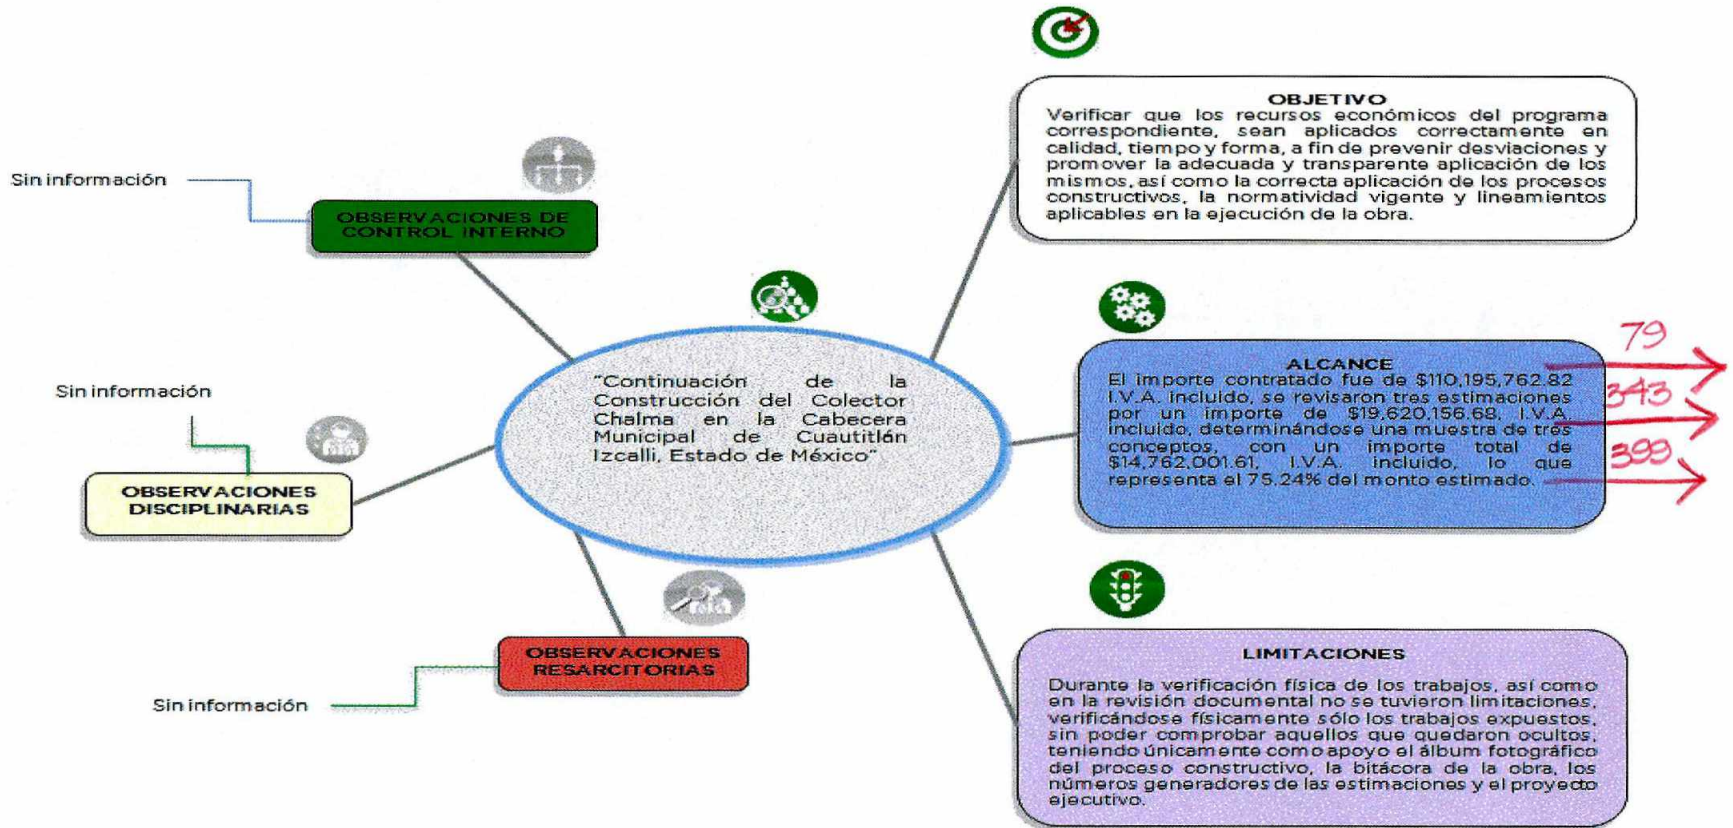 OBJETIVO
Verificar que los recursos económicos del programa
correspondiente, sean aplicados correctamente en
calidad, tiempo y forma, a fin de prevenir desviaciones y
promover la adecuada y transparente aplicación de los
mismos, así como la correcta aplicación de los procesos
constructivos, la normatividad vigente y lineamientos
aplicables en la ejecución de la obra.
Sin información
OBSERVACIONES DE
CONTROL INTERNO
"Continuación de la
Construcción del Colector
Chalma en la Cabecera
Municipal de Cuautitlán
Izcalli, Estado de México"
ALCANCE
El importe contratado fue de $110,195,762.82
I.V.A. incluido, se revisaron tres estimaciones
por un importe de $19,620,156.68, I.V.A.
incluido, determinándose una muestra de tres
conceptos, con un importe total de
$14,762,001.61, I.V.A. incluido, lo que
representa el 75.24% del monto estimado.
79
343
399
Sin información
OBSERVACIONES
DISCIPLINARIAS
Sin información
OBSERVACIONES
RESARCITORIAS
LIMITACIONES
Durante la verificación física de los trabajos, así como
en la revisión documental no se tuvieron limitaciones,
verificándose físicamente sólo los trabajos expuestos,
sin poder comprobar aquellos que quedaron ocultos,
teniendo únicamente como apoyo el álbum fotográfico
del proceso constructivo, la bitácora de la obra, los
números generadores de las estimaciones y el proyecto
ejecutivo.